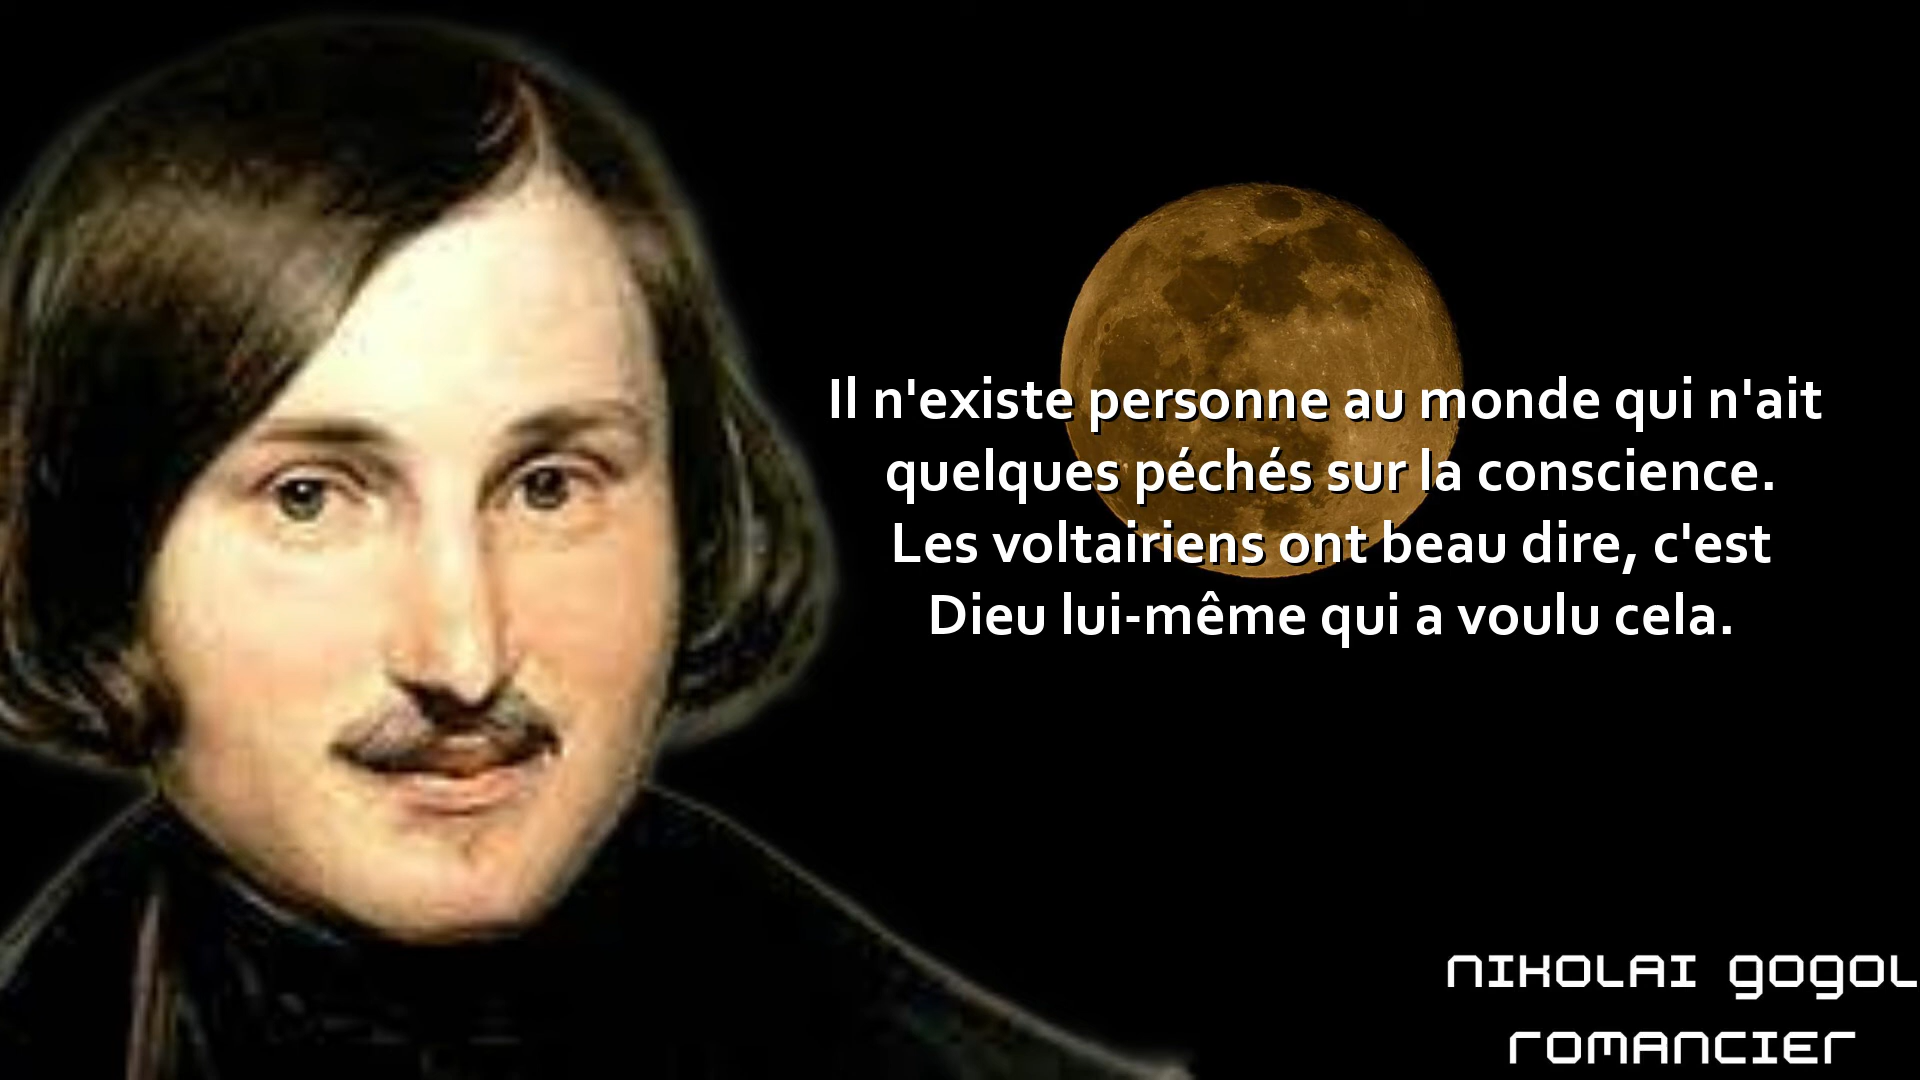 Il n'existe personne au monde qui n'ait
quelques péchés sur la conscience.
Les voltairiens ont beau dire, c'est
Dieu lui-même qui a voulu cela.
NIKOLAI GOGOL
ROMANCIER